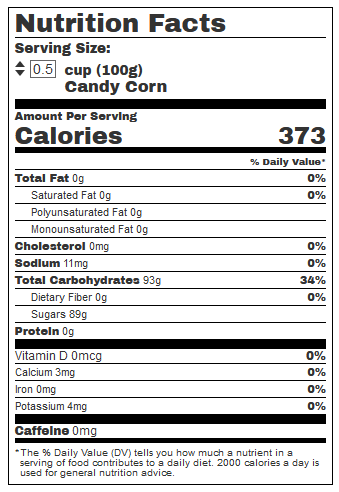 Nutrition Facts
Serving Size:
0.5 cup (100g)
Candy Corn
Amount Per Serving
Calories 373
% Daily Value*
Total Fat 0g 0%
Saturated Fat 0g 0%
Polyunsaturated Fat 0g
Monounsaturated Fat 0g
Cholesterol 0mg 0%
Sodium 11mg 0%
Total Carbohydrates 93g 34%
Dietary Fiber 0g 0%
Sugars 89g
Protein 0g
Vitamin D 0mcg 0%
Calcium 3mg 0%
Iron 0mg 0%
Potassium 4mg 0%
Caffeine 0mg
*The % Daily Value (DV) tells you how much a nutrient in a
serving of food contributes to a daily diet. 2000 calories a day is
used for general nutrition advice.